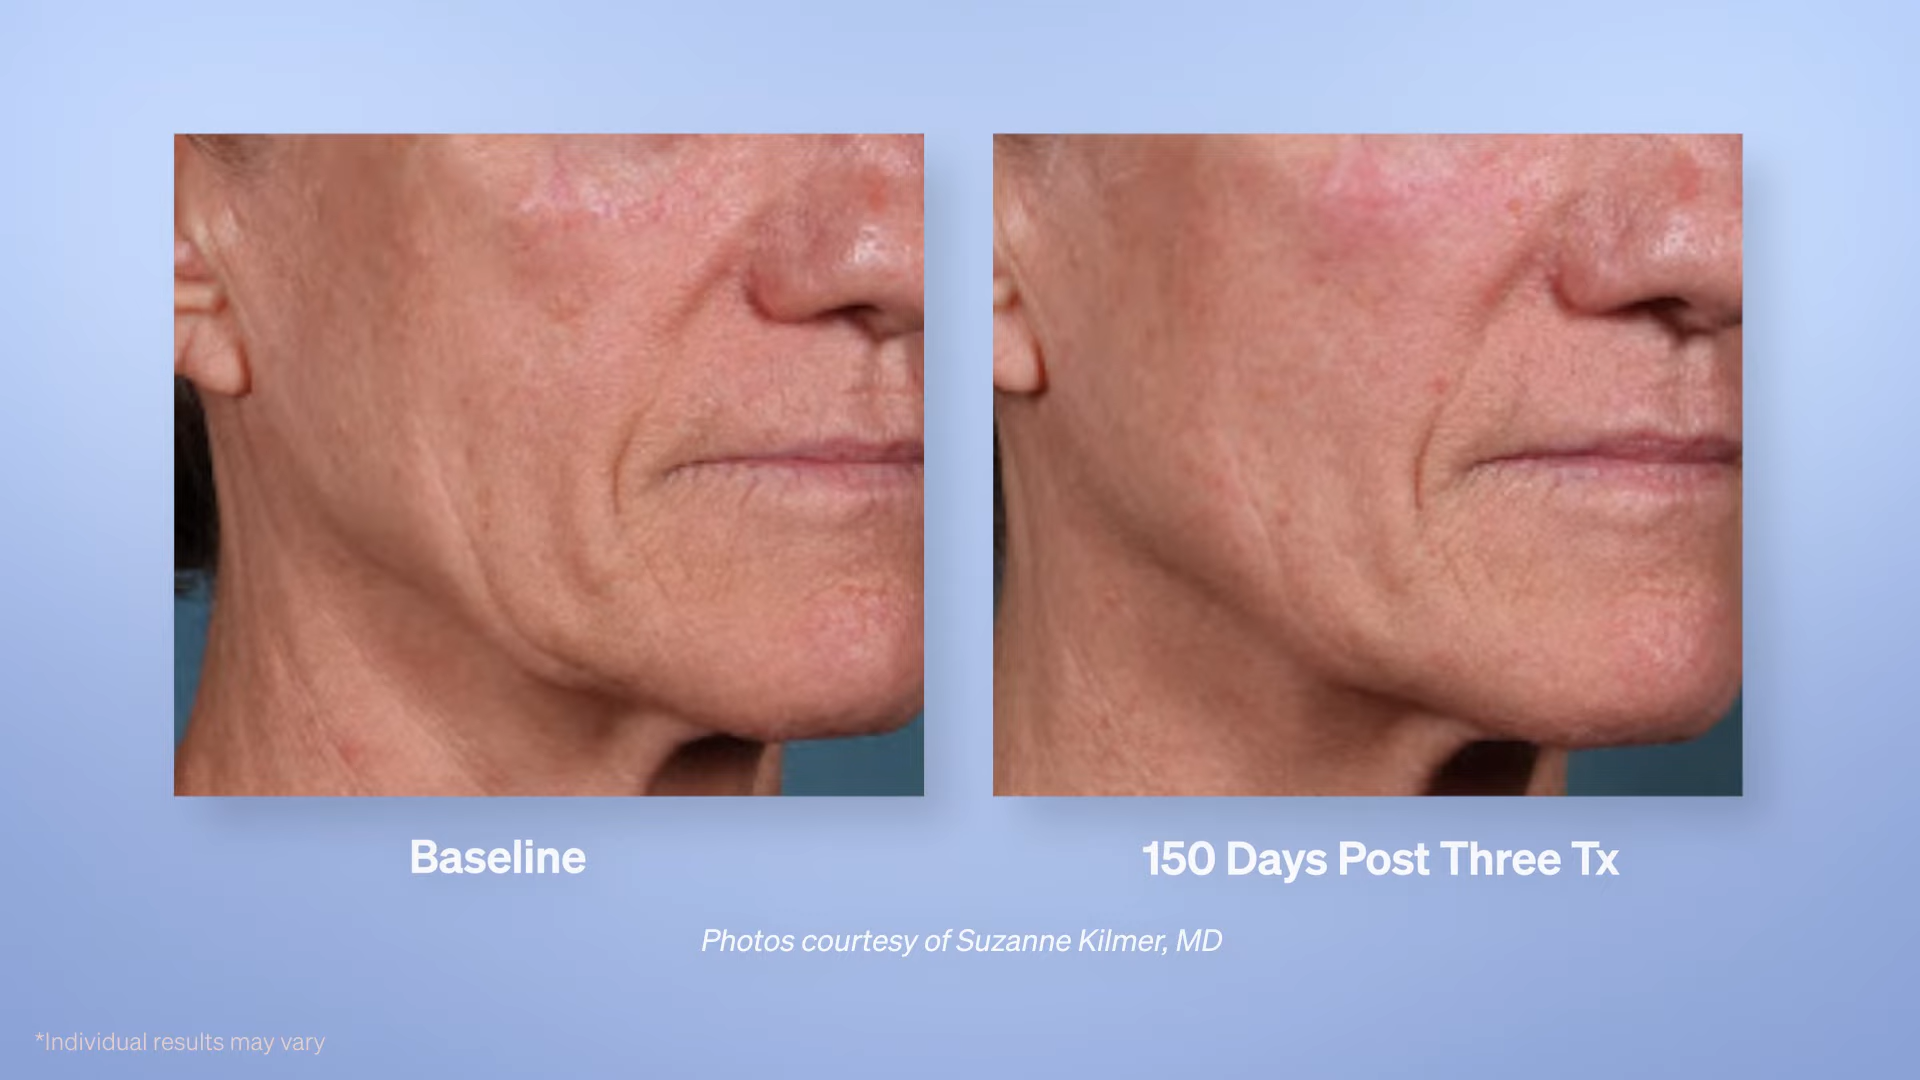 Baseline
150 Days Post Three Tx
Photos courtesy of Suzanne Kilmer, MD
*Individual results may vary